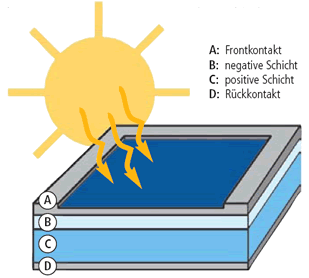 A: Frontkontakt
B: negative Schicht
C: positive Schicht
D: Rückkontakt
A
B
C
D